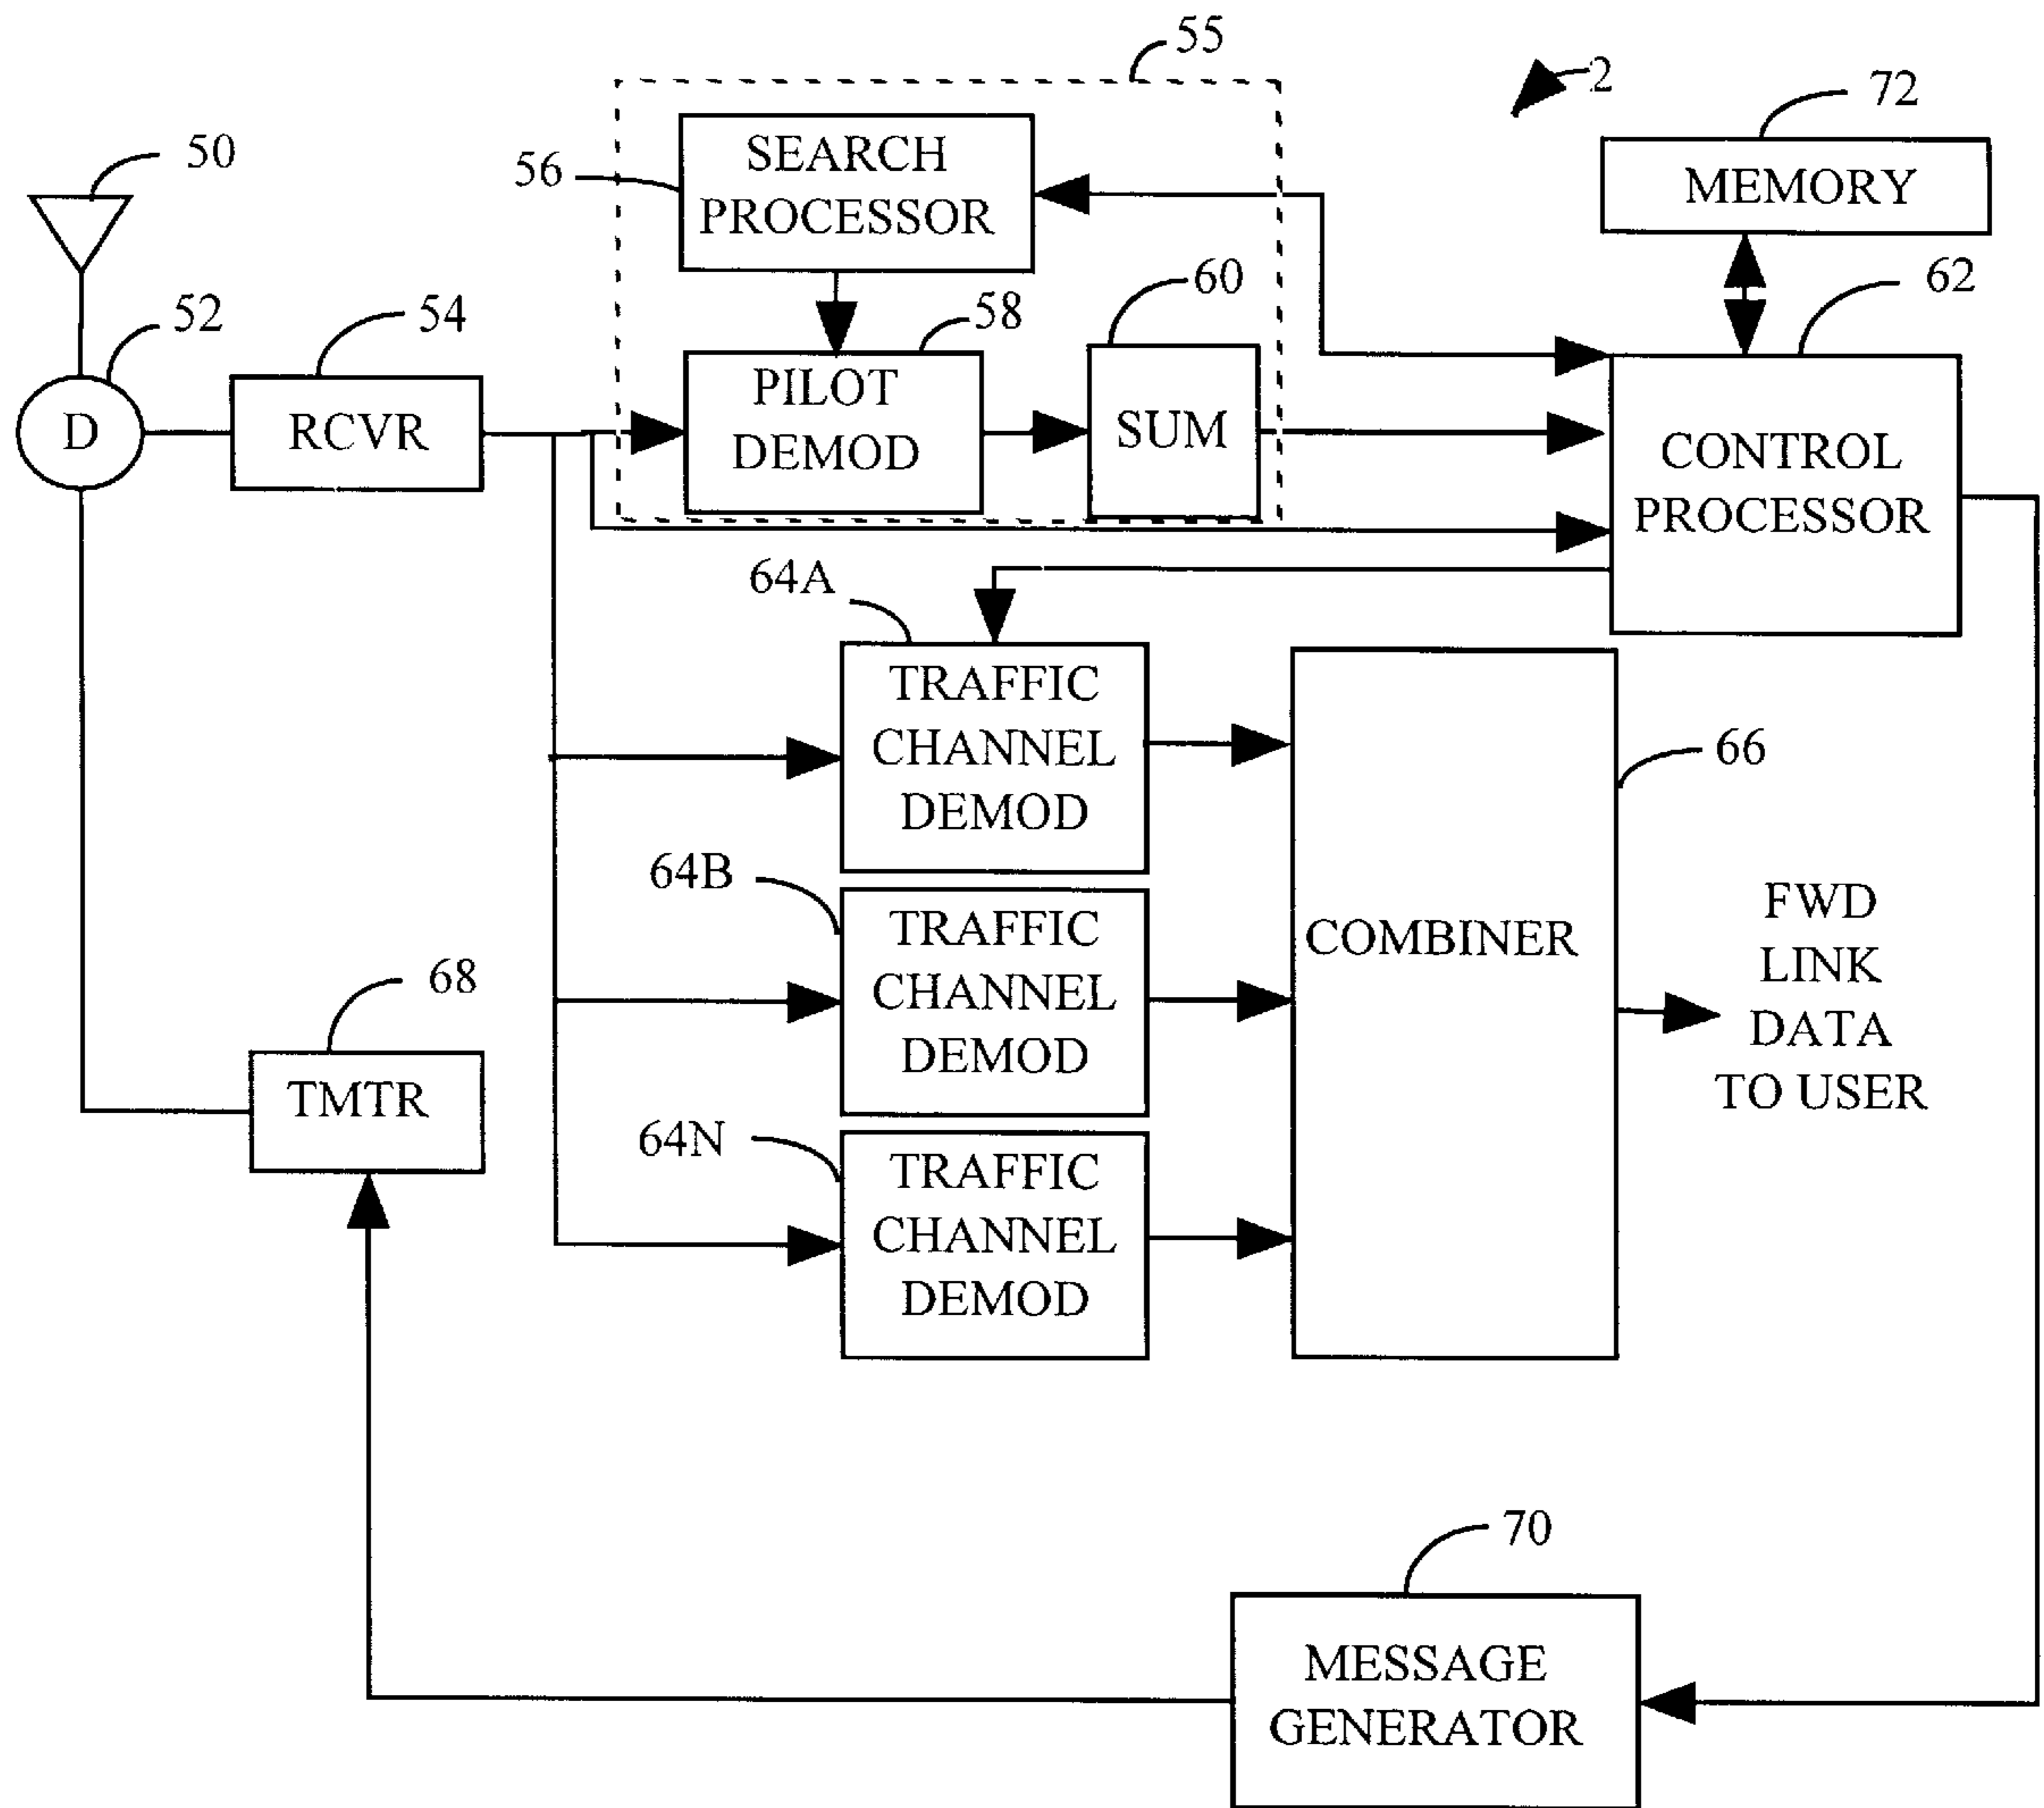 55
2
72
50
56
SEARCH
PROCESSOR
MEMORY
52
54
58
60
62
D
RCVR
PILOT
DEMOD
SUM
CONTROL
PROCESSOR
64A
TRAFFIC
CHANNEL
DEMOD
66
64B
TRAFFIC
CHANNEL
DEMOD
COMBINER
FWD
LINK
DATA
TO USER
68
TMTR
64N
TRAFFIC
CHANNEL
DEMOD
70
MESSAGE
GENERATOR